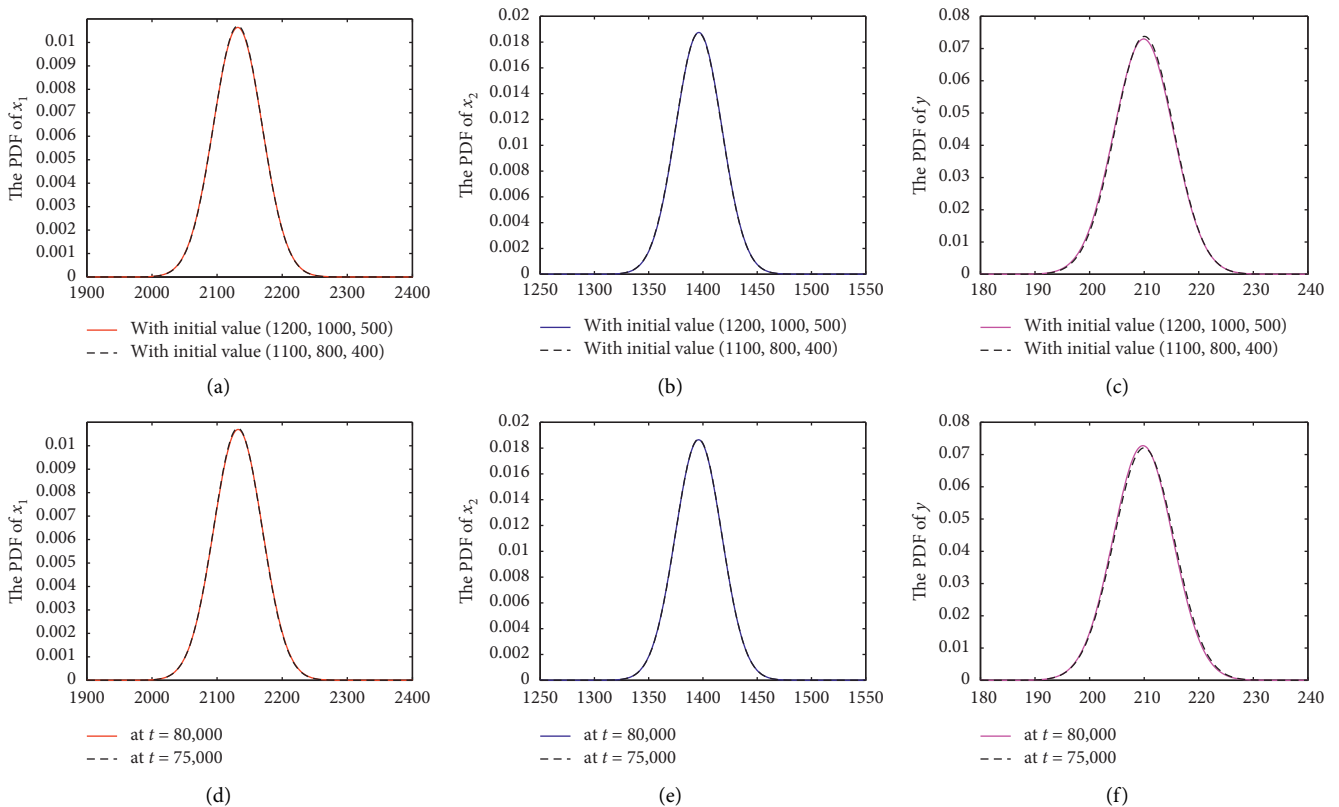 The PDF of x₁
0.01
0.009
0.008
0.007
0.006
0.005
0.004
0.003
0.002
0.001
0
1900 2000 2100 2200 2300 2400
With initial value (1200, 1000, 500)
With initial value (1100, 800, 400)
(a)
The PDF of x₂
0.02
0.018
0.016
0.014
0.012
0.01
0.008
0.006
0.004
0.002
0
1250 1300 1350 1400 1450 1500 1550
With initial value (1200, 1000, 500)
With initial value (1100, 800, 400)
(b)
The PDF of y
0.08
0.07
0.06
0.05
0.04
0.03
0.02
0.01
0
180 190 200 210 220 230 240
With initial value (1200, 1000, 500)
With initial value (1100, 800, 400)
(c)
The PDF of x₁
0.01
0.009
0.008
0.007
0.006
0.005
0.004
0.003
0.002
0.001
0
1900 2000 2100 2200 2300 2400
at t = 80,000
at t = 75,000
(d)
The PDF of x₂
0.02
0.018
0.016
0.014
0.012
0.01
0.008
0.006
0.004
0.002
0
1250 1300 1350 1400 1450 1500 1550
at t = 80,000
at t = 75,000
(e)
The PDF of y
0.08
0.07
0.06
0.05
0.04
0.03
0.02
0.01
0
180 190 200 210 220 230 240
at t = 80,000
at t = 75,000
(f)